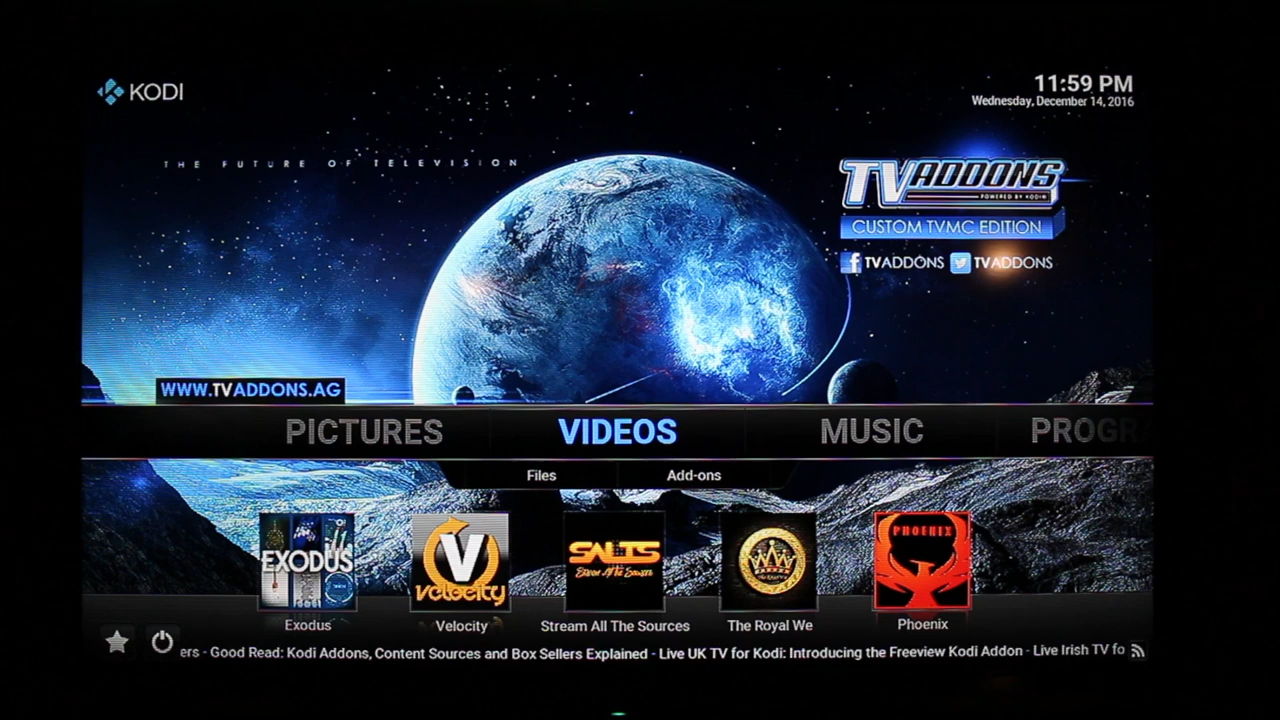 KODI
11:59 PM
Wednesday, December 14, 2016
THE FUTURE OF TELEVISION
TVADDONS
POWERED BY KODI
CUSTOM TVMC EDITION
f TVADDONS TVADDONS
WWW.TVADDONS.AG
PICTURES VIDEOS MUSIC PROGRA
Files Add-ons
EXODUS
V
velocity
SALTS
Stream All The Sources
PHOENIX
Exodus Velocity Stream All The Sources The Royal We Phoenix
ers - Good Read: Kodi Addons, Content Sources and Box Sellers Explained - Live UK TV for Kodi: Introducing the Freeview Kodi Addon - Live Irish TV fo